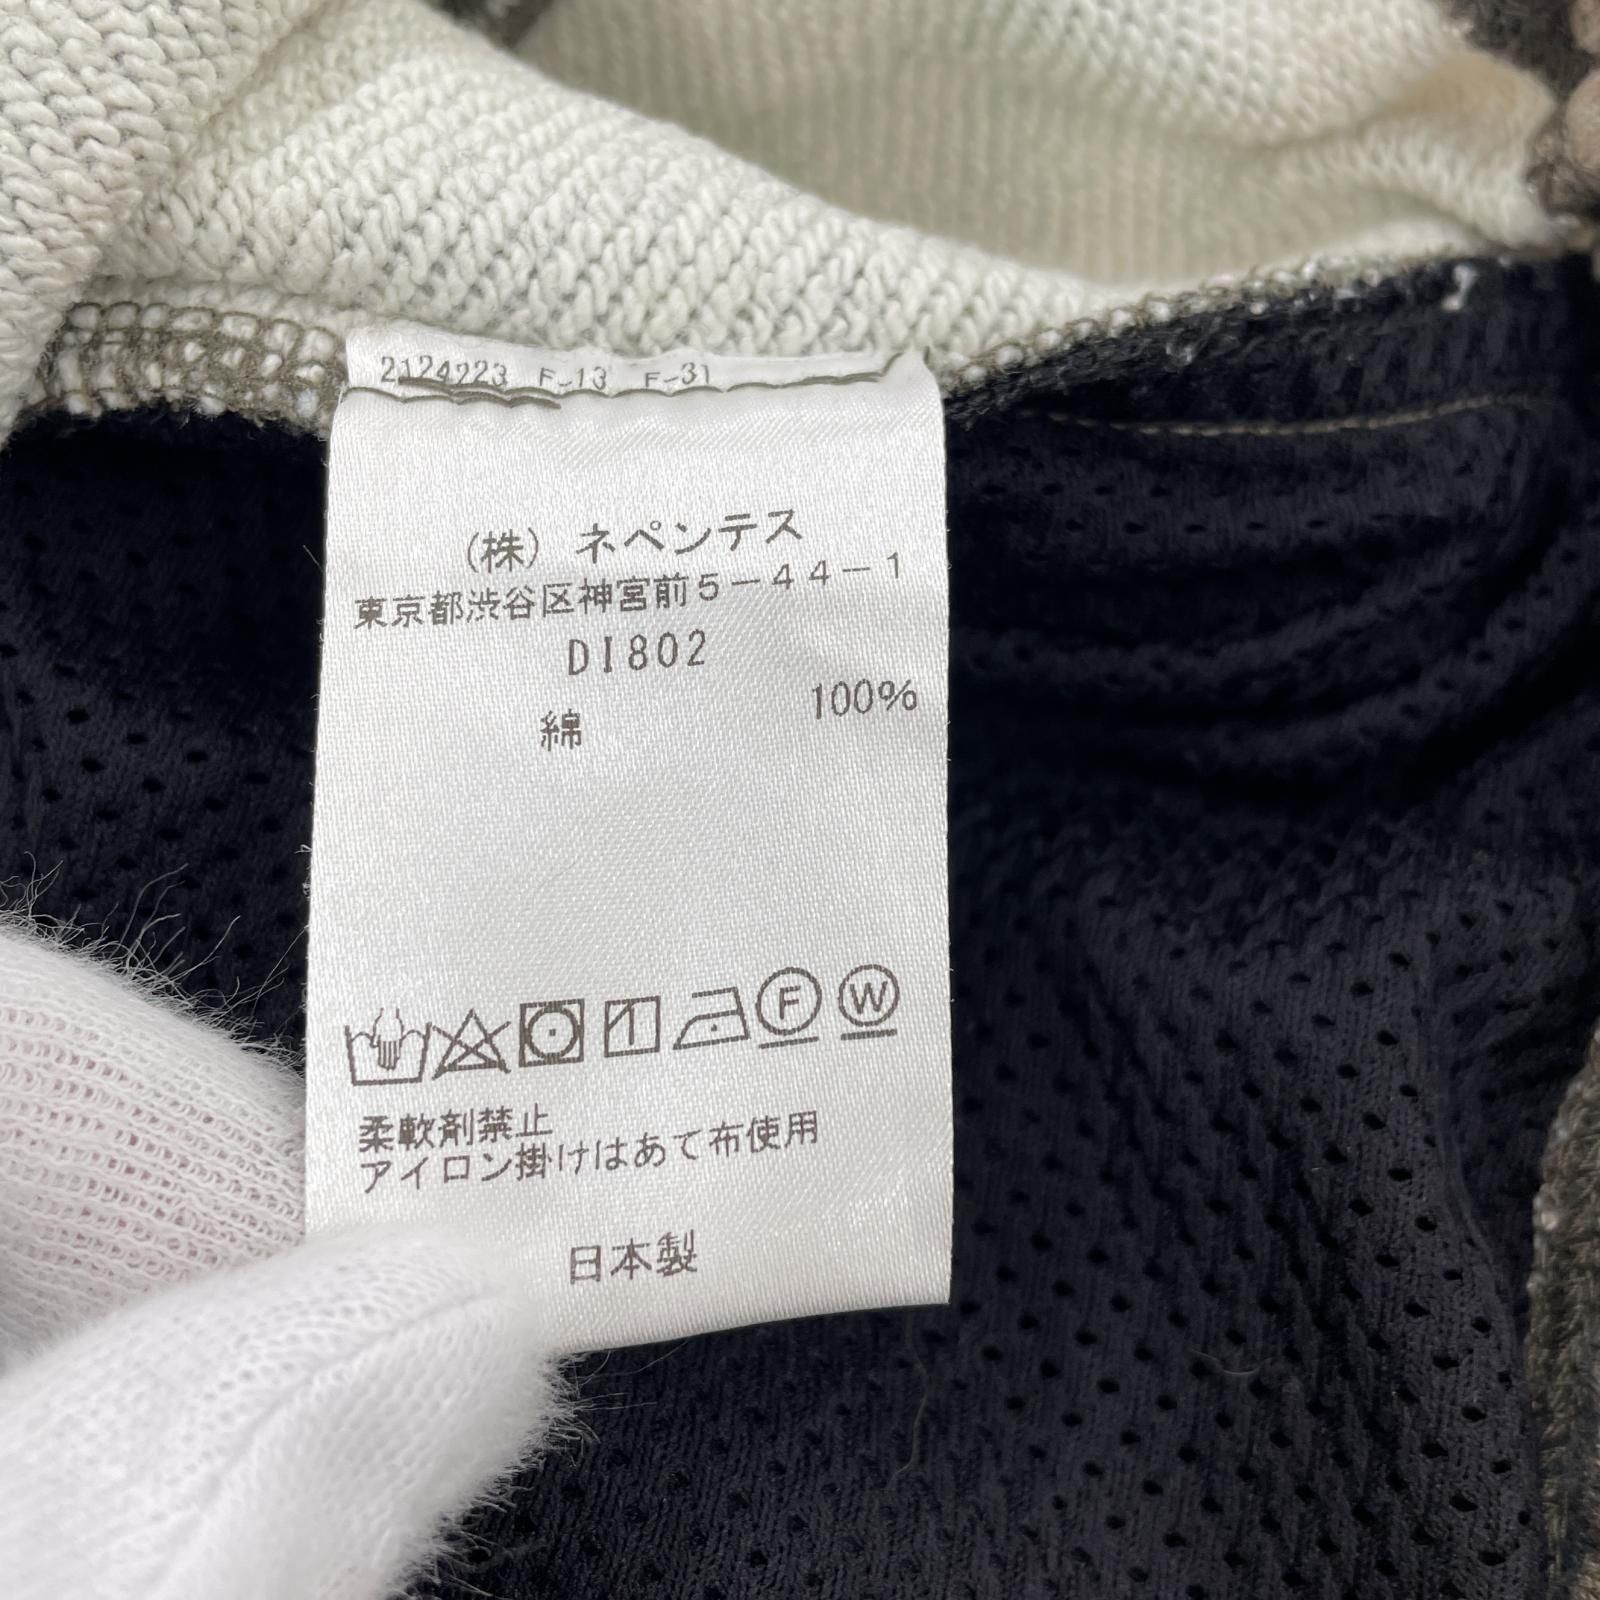 2124223 F-13 F-31
(株) ネペンテス
東京都渋谷区神宮前5-44-1
DI802
綿 100%
1 F W
柔軟剤禁止
アイロン掛けはあて布使用
日本製